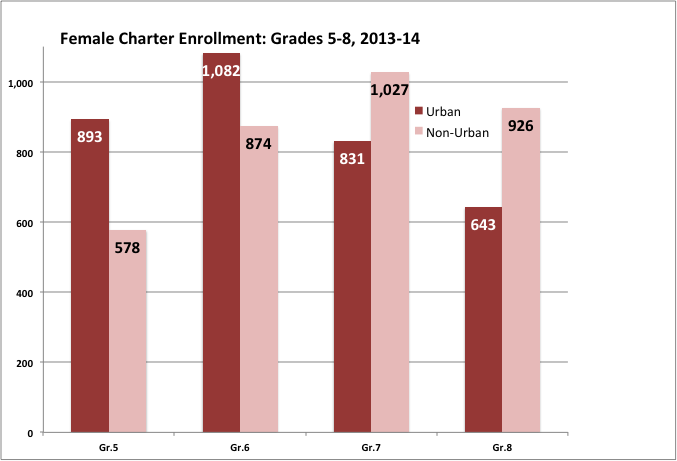 Female Charter Enrollment: Grades 5-8, 2013-14
1,000
800
600
400
200
0
893
578
1,082
874
831
1,027
643
926
Urban
Non-Urban
Gr.5
Gr.6
Gr.7
Gr.8